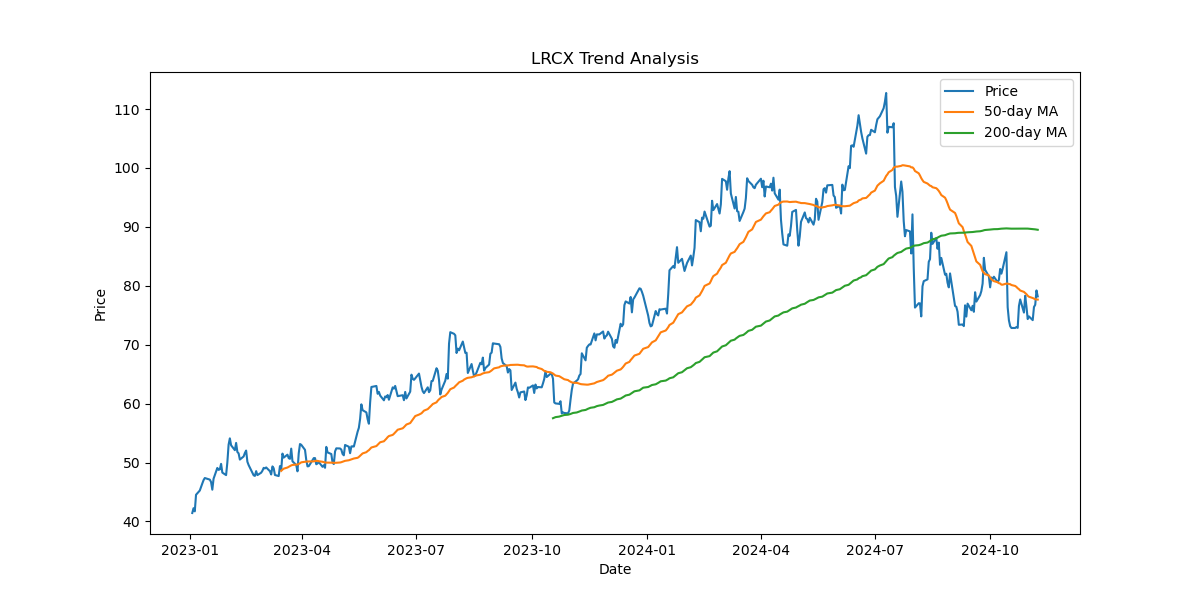 LRCX Trend Analysis
Price
50-day MA
200-day MA
110
100
90
80
70
60
50
40
Price
2023-01
2023-04
2023-07
2023-10
2024-01
2024-04
2024-07
2024-10
Date